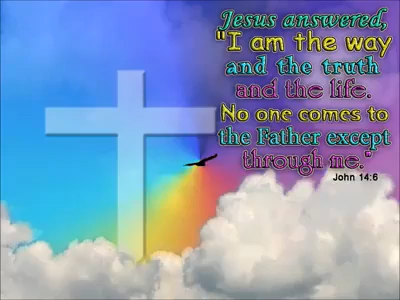 Jesus answered,
"I am the way
and the truth
and the life.
No one comes to
the Father except
through me."
John 14:6